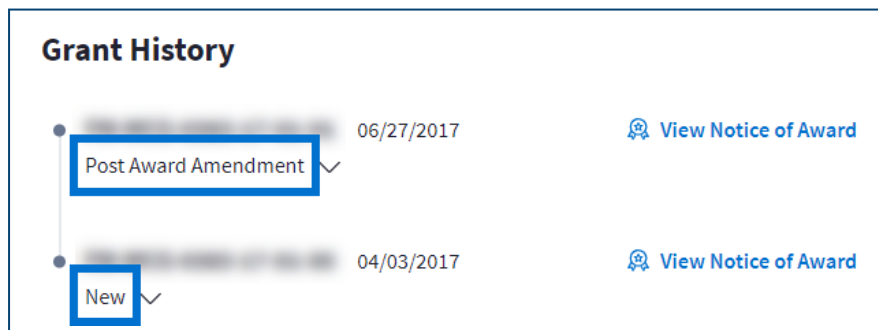 Grant History
06/27/2017 View Notice of Award
Post Award Amendment
04/03/2017 View Notice of Award
New